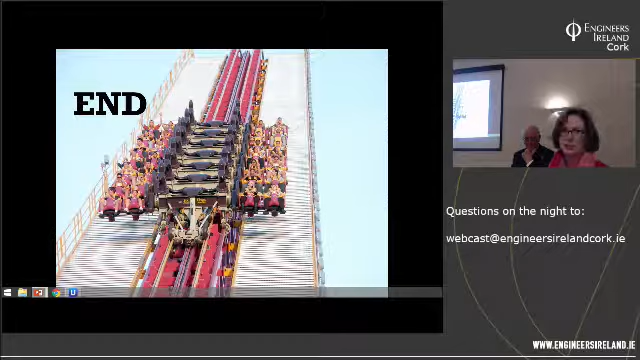 END
ENGINEERS
IRELAND
Cork
Questions on the night to:
webcast@engineersirelandcork.ie
WWW.ENGINEERSIRELAND.IE